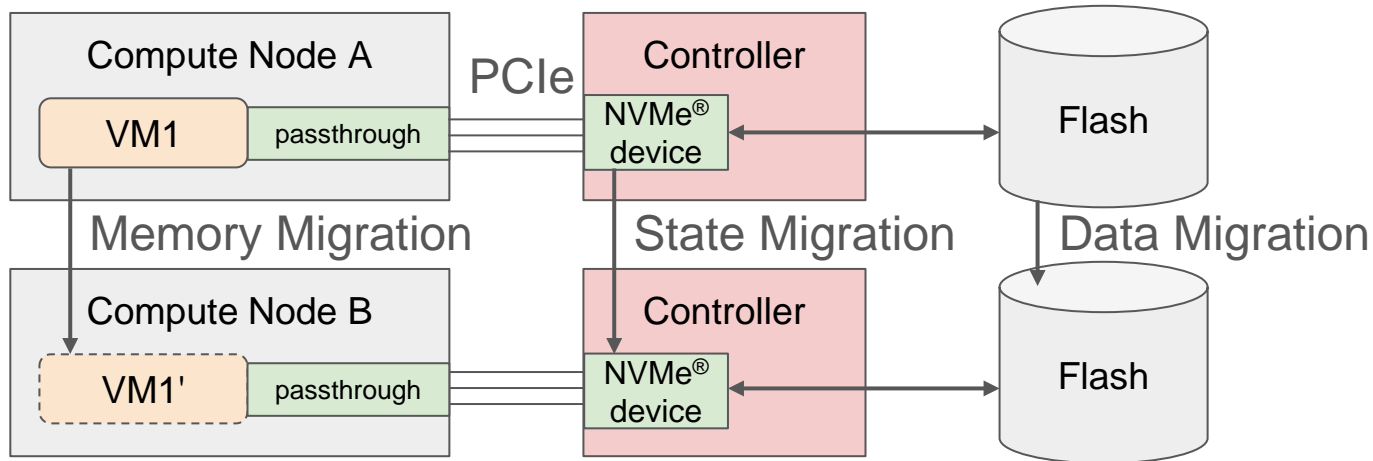 Compute Node A
PCIe
Controller
VM1
passthrough
NVMe®
device
Flash
Memory Migration
State Migration
Data Migration
Compute Node B
Controller
VM1'
passthrough
NVMe®
device
Flash